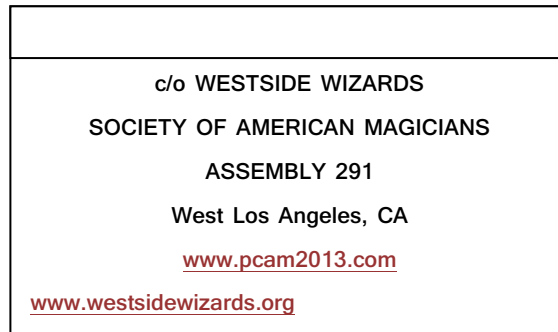 c/o WESTSIDE WIZARDS
SOCIETY OF AMERICAN MAGICIANS
ASSEMBLY 291
West Los Angeles, CA
www.pcam2013.com
www.westsidewizards.org